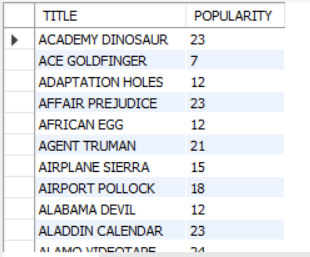 TITLE POPULARITY
ACADEMY DINOSAUR 23
ACE GOLDFINGER 7
ADAPTATION HOLES 12
AFFAIR PREJUDICE 23
AFRICAN EGG 12
AGENT TRUMAN 21
AIRPLANE SIERRA 15
AIRPORT POLLOCK 18
ALABAMA DEVIL 12
ALADDIN CALENDAR 23
ALAMO VIDEOTAPE 24